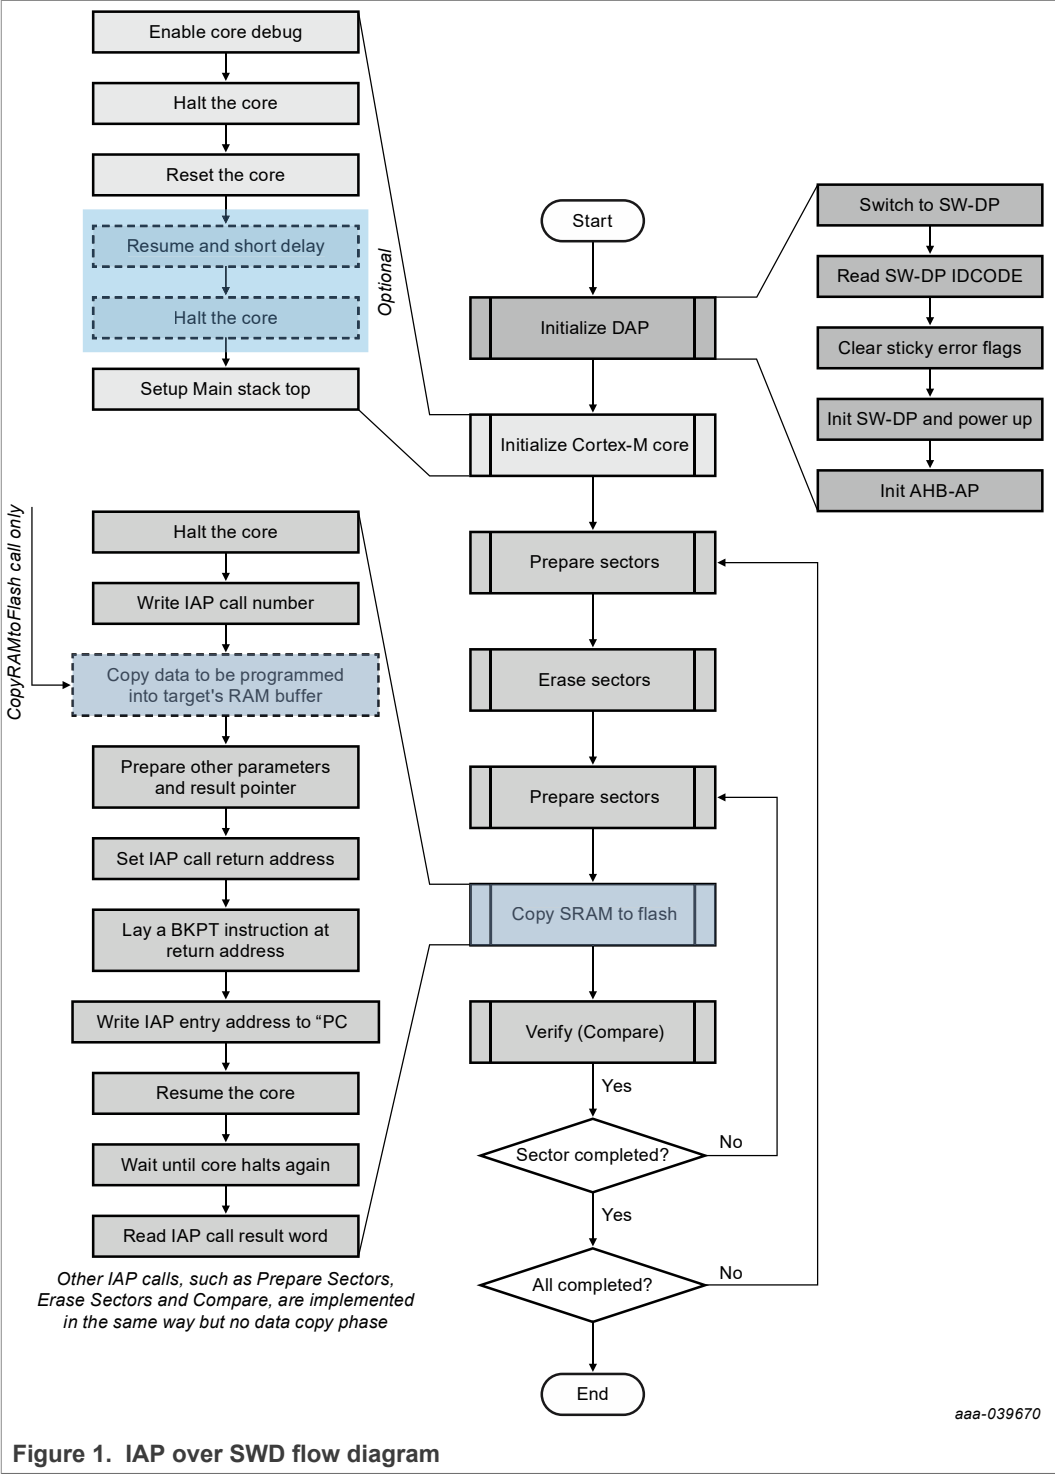 Enable core debug
Halt the core
Reset the core
Resume and short delay
Halt the core
Optional
Setup Main stack top
Start
Initialize DAP
Initialize Cortex-M core
Prepare sectors
Erase sectors
Prepare sectors
Copy SRAM to flash
Verify (Compare)
Yes
Sector completed?
No
Yes
All completed?
No
End
Switch to SW-DP
Read SW-DP IDCODE
Clear sticky error flags
Init SW-DP and power up
Init AHB-AP
CopyRAMtoFlash call only
Halt the core
Write IAP call number
Copy data to be programmed
into target's RAM buffer
Prepare other parameters
and result pointer
Set IAP call return address
Lay a BKPT instruction at
return address
Write IAP entry address to “PC
Resume the core
Wait until core halts again
Read IAP call result word
Other IAP calls, such as Prepare Sectors,
Erase Sectors and Compare, are implemented
in the same way but no data copy phase
aaa-039670
Figure 1. IAP over SWD flow diagram